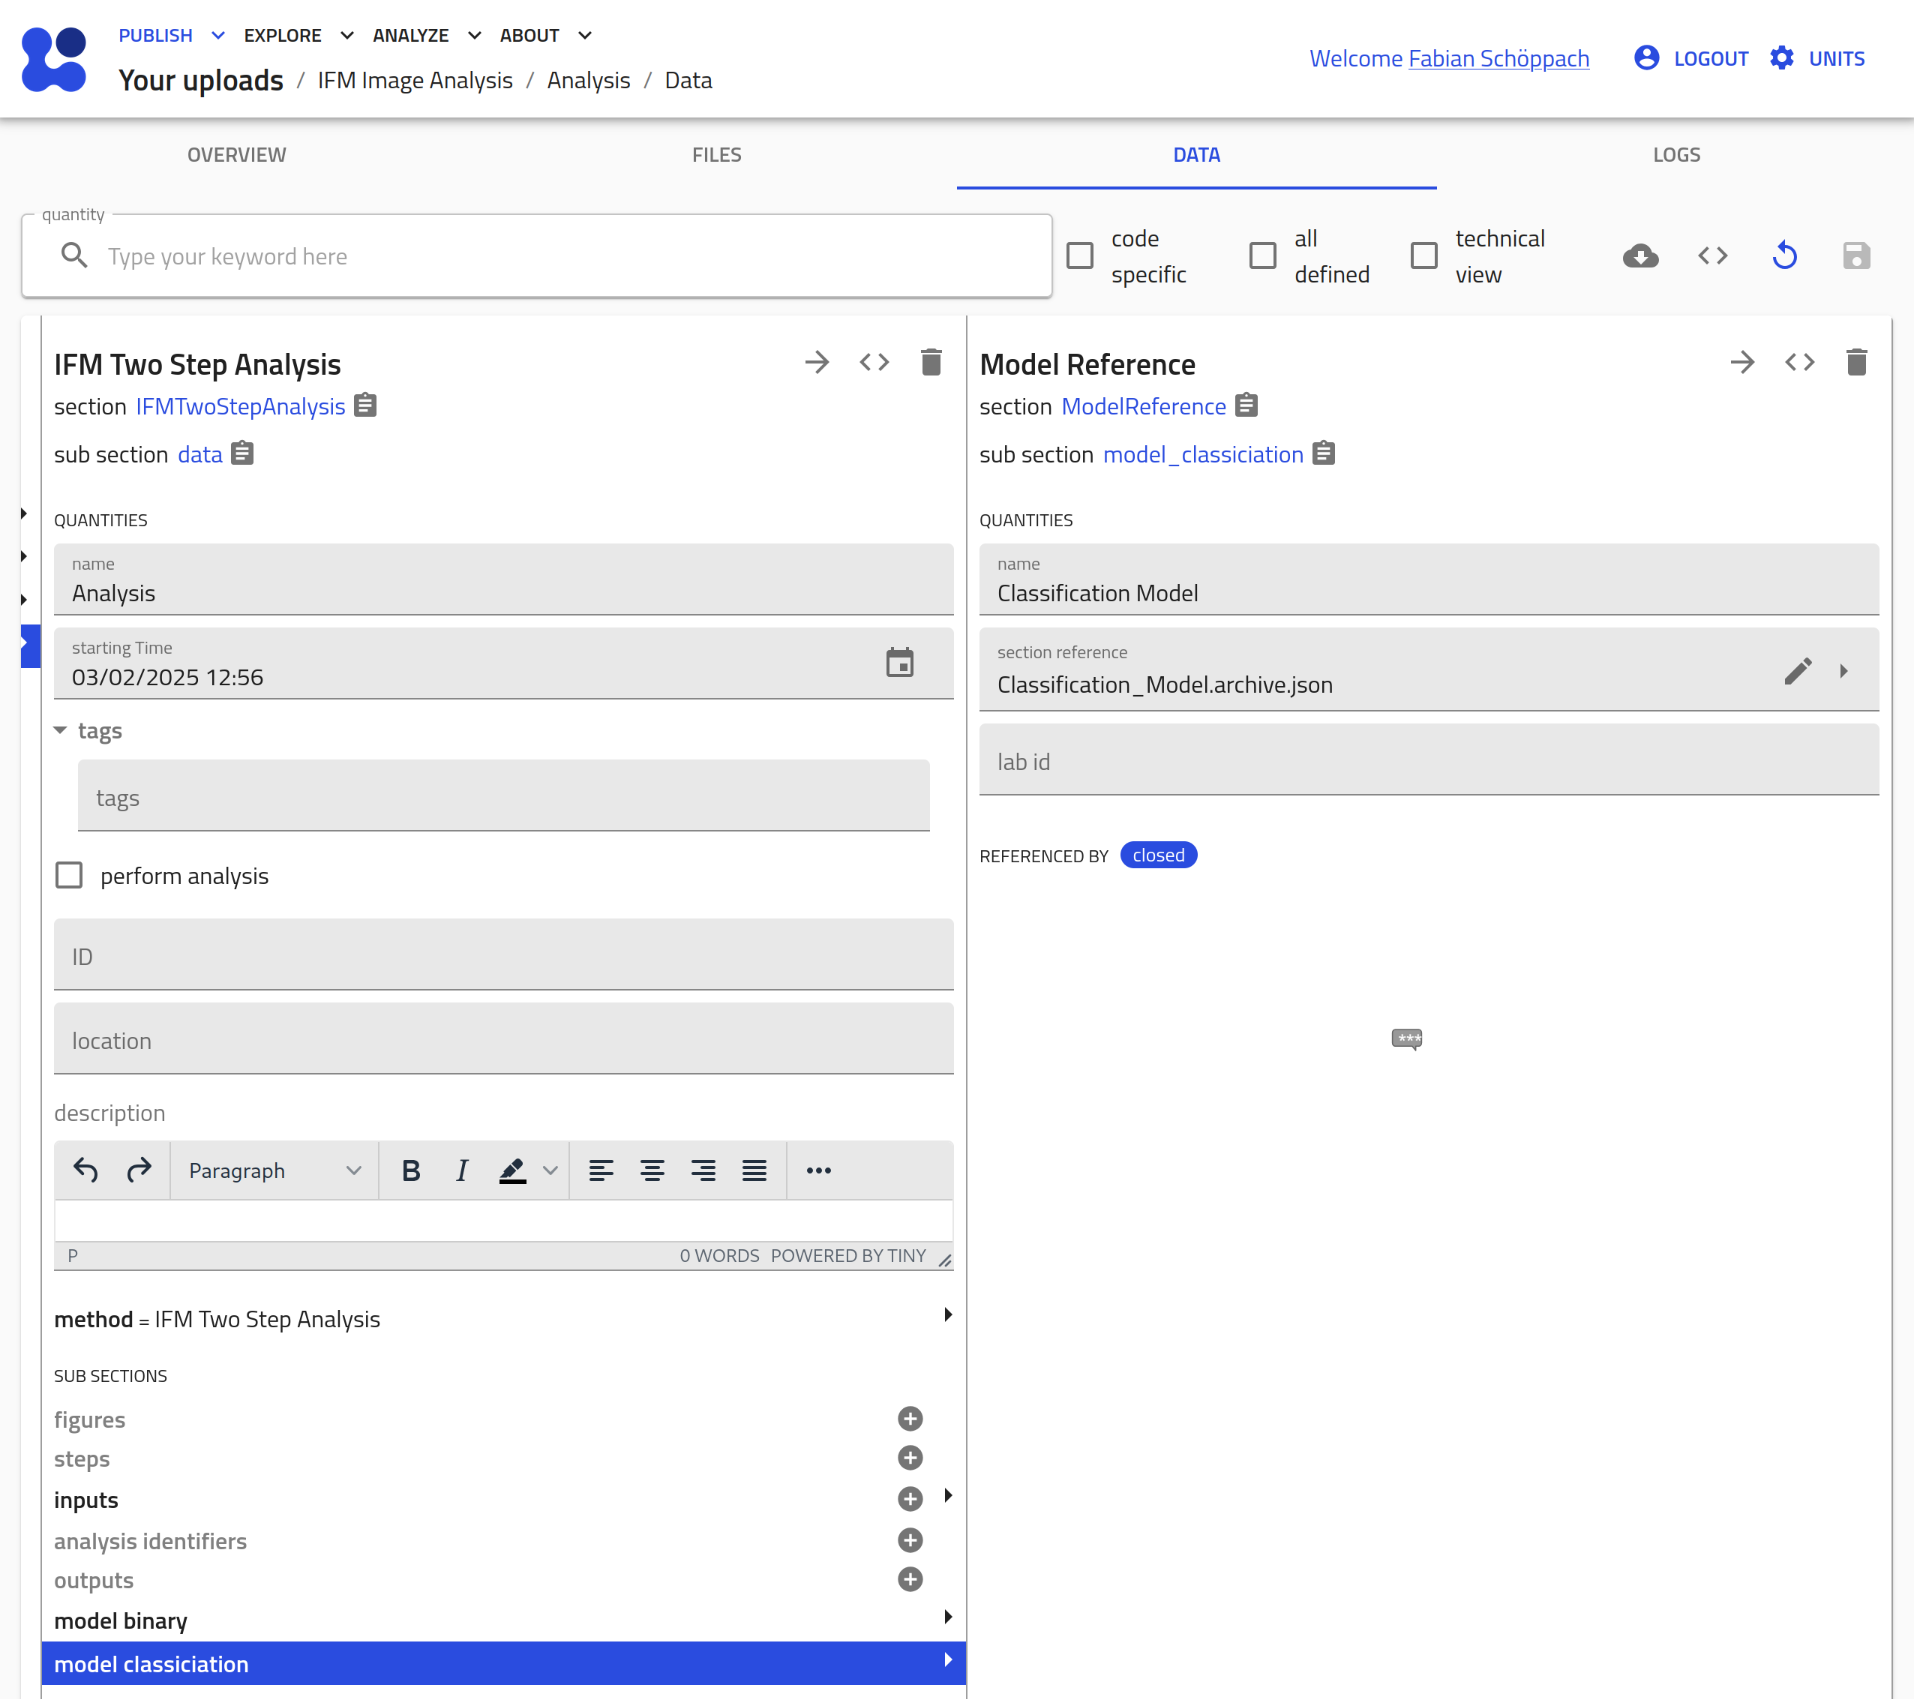 PUBLISH EXPLORE ANALYZE ABOUT
Your uploads / IFM Image Analysis / Analysis / Data
Welcome Fabian Schöppach LOGOUT UNITS
OVERVIEW FILES DATA LOGS
quantity
Type your keyword here
code specific
all defined
technical view
IFM Two Step Analysis
section IFMTwoStepAnalysis
sub section data
QUANTITIES
name
Analysis
starting Time
03/02/2025 12:56
tags
tags
perform analysis
ID
location
description
Paragraph B I
P 0 WORDS POWERED BY TINY
method = IFM Two Step Analysis
SUB SECTIONS
figures
steps
inputs
analysis identifiers
outputs
model binary
model classiciation
Model Reference
section ModelReference
sub section model_classiciation
QUANTITIES
name
Classification Model
section reference
Classification_Model.archive.json
lab id
REFERENCED BY closed
***